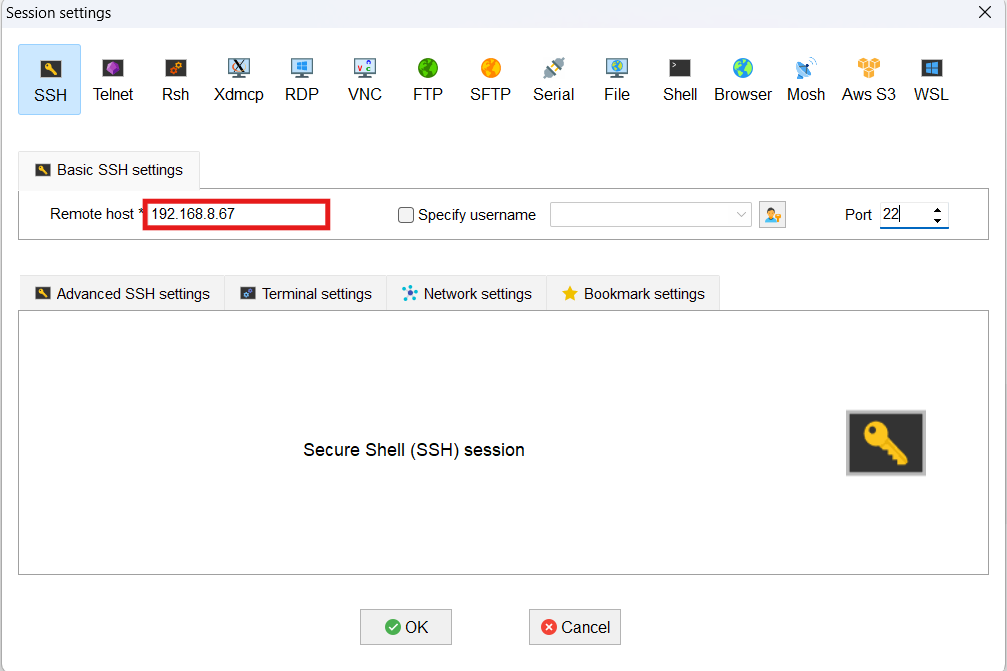 Session settings
SSH Telnet Rsh Xdmcp RDP VNC FTP SFTP Serial File Shell Browser Mosh Aws S3 WSL
Basic SSH settings
Remote host * 192.168.8.67 Specify username Port 22
Advanced SSH settings Terminal settings Network settings Bookmark settings
Secure Shell (SSH) session
OK Cancel